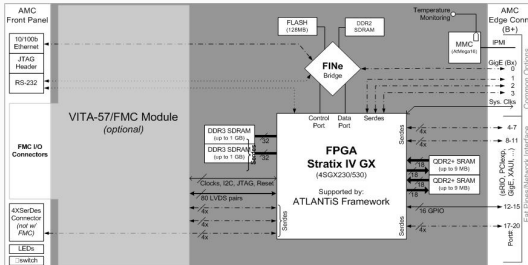 AMC
Front Panel
10/100b
Ethernet
JTAG
Header
RS-232
FMC I/O
Connectors
4XSerDes
Connector
(not w/
FMC)
LEDs
switch
VITA-57/FMC Module
(optional)
FLASH
(128MB)
DDR2
SDRAM
FINe
Bridge
Control
Port
Data
Port
Serdes
Temperature
Monitoring
MMC
(ATMega16)
IPMI
AMC
Edge Conn
(B+)
GigE (Bx)
0
1
2
3
Sys. Clks
Common Options
DDR3 SDRAM
(up to 1 GB)
32
DDR3 SDRAM
(up to 1 GB)
32
Serdes
FPGA
Stratix IV GX
(4SGX230/530)
Supported by:
ATLANTiS Framework
Clocks, I2C, JTAG, Reset
80 LVDS pairs
4x
4x
4x
Serdes
Serdes
4x
4-7
4x
8-11
18
18
QDR2+ SRAM
(up to 9 MB)
18
18
QDR2+ SRAM
(up to 9 MB)
16 GPIO
12-15
4x
17-20
Port#
Serdes
(sRIO, PCIexp,
GigE, XAUI, ...)
Fat Pipes/Network Interface